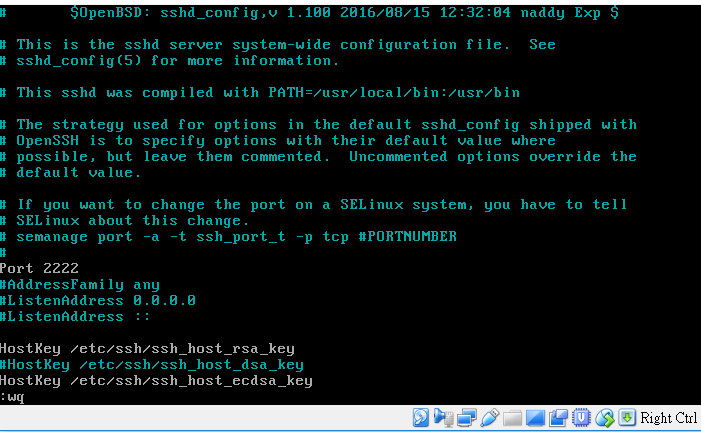 #       $OpenBSD: sshd_config,v 1.100 2016/08/15 12:32:04 naddy Exp $
# This is the sshd server system-wide configuration file.  See
# sshd_config(5) for more information.
# This sshd was compiled with PATH=/usr/local/bin:/usr/bin
# The strategy used for options in the default sshd_config shipped with
# OpenSSH is to specify options with their default value where
# possible, but leave them commented.  Uncommented options override the
# default value.
# If you want to change the port on a SELinux system, you have to tell
# SELinux about this change.
# semanage port -a -t ssh_port_t -p tcp #PORTNUMBER
#
Port 2222
#AddressFamily any
#ListenAddress 0.0.0.0
#ListenAddress ::
HostKey /etc/ssh/ssh_host_rsa_key
#HostKey /etc/ssh/ssh_host_dsa_key
HostKey /etc/ssh/ssh_host_ecdsa_key
:wq
Right Ctrl